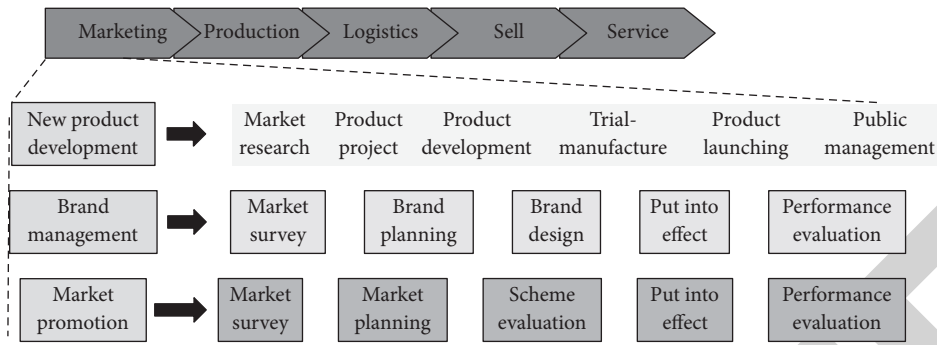 Marketing Production Logistics Sell Service
New product Market Product Product Trial- Product Public
development research project development manufacture launching management
Brand Market Brand Brand Put into Performance
management survey planning design effect evaluation
Market Market Market Scheme Put into Performance
promotion survey planning evaluation effect evaluation